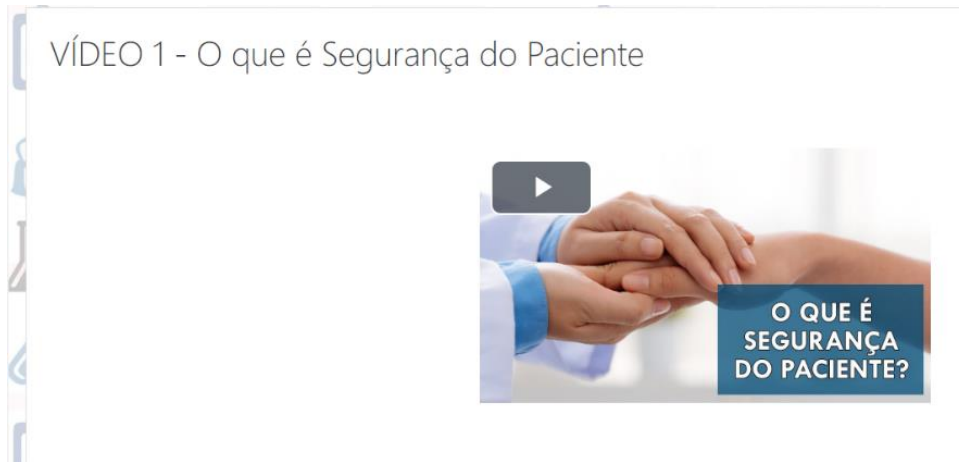 VÍDEO 1 - O que é Segurança do Paciente
O QUE É
SEGURANÇA
DO PACIENTE?